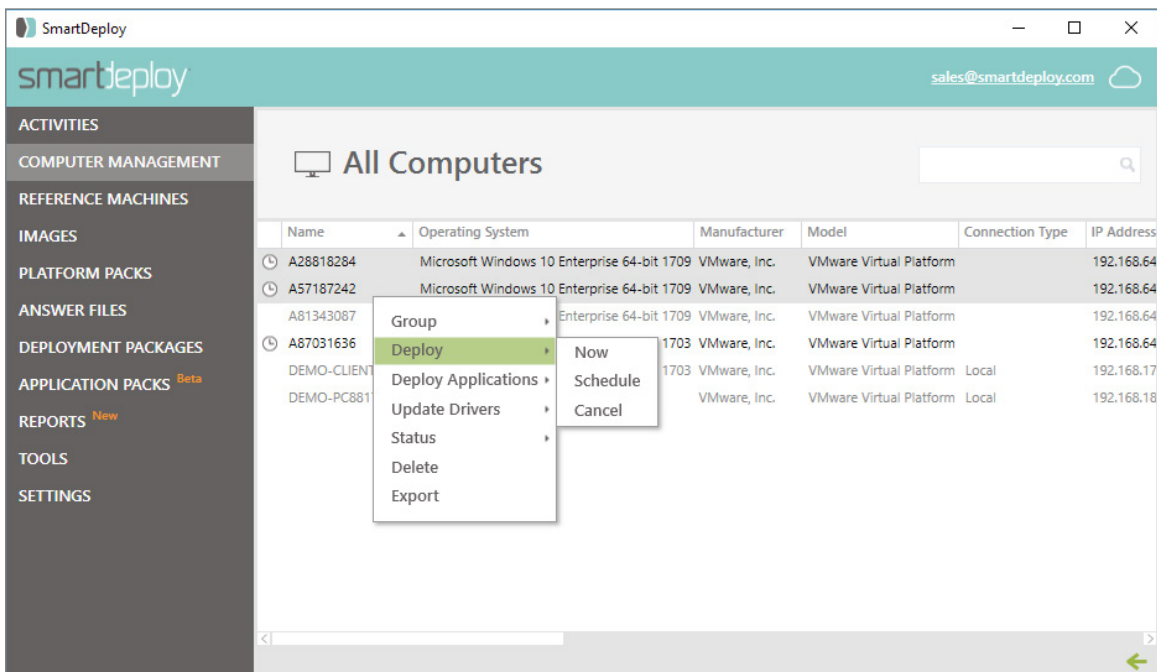 SmartDeploy
smartdeploy
sales@smartdeploy.com
ACTIVITIES
COMPUTER MANAGEMENT
REFERENCE MACHINES
IMAGES
PLATFORM PACKS
ANSWER FILES
DEPLOYMENT PACKAGES
APPLICATION PACKS Beta
REPORTS New
TOOLS
SETTINGS
All Computers
Name Operating System Manufacturer Model Connection Type IP Address
A28818284 Microsoft Windows 10 Enterprise 64-bit 1709 VMware, Inc. VMware Virtual Platform 192.168.64
A57187242 Microsoft Windows 10 Enterprise 64-bit 1709 VMware, Inc. VMware Virtual Platform 192.168.64
A81343087 Enterprise 64-bit 1709 VMware, Inc. VMware Virtual Platform 192.168.64
A87031636 1703 VMware, Inc. VMware Virtual Platform 192.168.64
DEMO-CLIENT 1703 VMware, Inc. VMware Virtual Platform Local 192.168.17
DEMO-PC881 VMware, Inc. VMware Virtual Platform Local 192.168.18
Group
Deploy
Deploy Applications
Update Drivers
Status
Delete
Export
Now
Schedule
Cancel